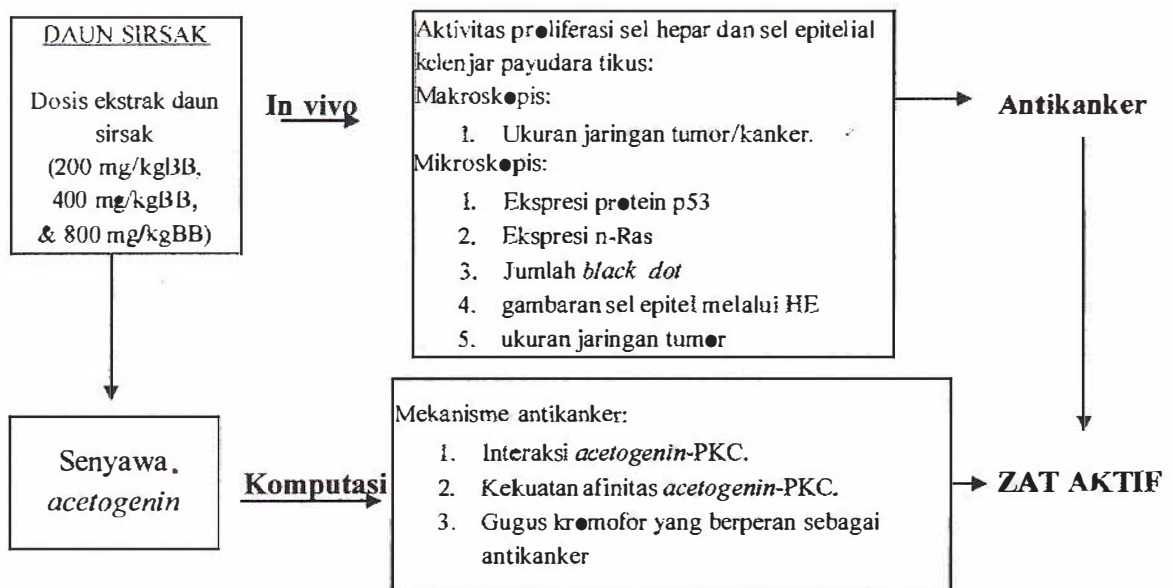 DAUN SIRSAK
Dosis ekstrak daun
sirsak
(200 mg/kgBB,
400 mg/kgBB,
& 800 mg/kgBB)
In vivo
Aktivitas proliferasi sel hepar dan sel epitelial
kelenjar payudara tikus:
Makroskopis:
1. Ukuran jaringan tumor/kanker.
Mikroskopis:
1. Ekspresi protein p53
2. Ekspresi n-Ras
3. Jumlah black dot
4. gambaran sel epitel melalui HE
5. ukuran jaringan tumor
Antikanker
Senyawa.
acetogenin
Komputasi
Mekanisme antikanker:
1. Interaksi acetogenin-PKC.
2. Kekuatan afinitas acetogenin-PKC.
3. Gugus kromofor yang berperan sebagai
antikanker
ZAT AKTIF